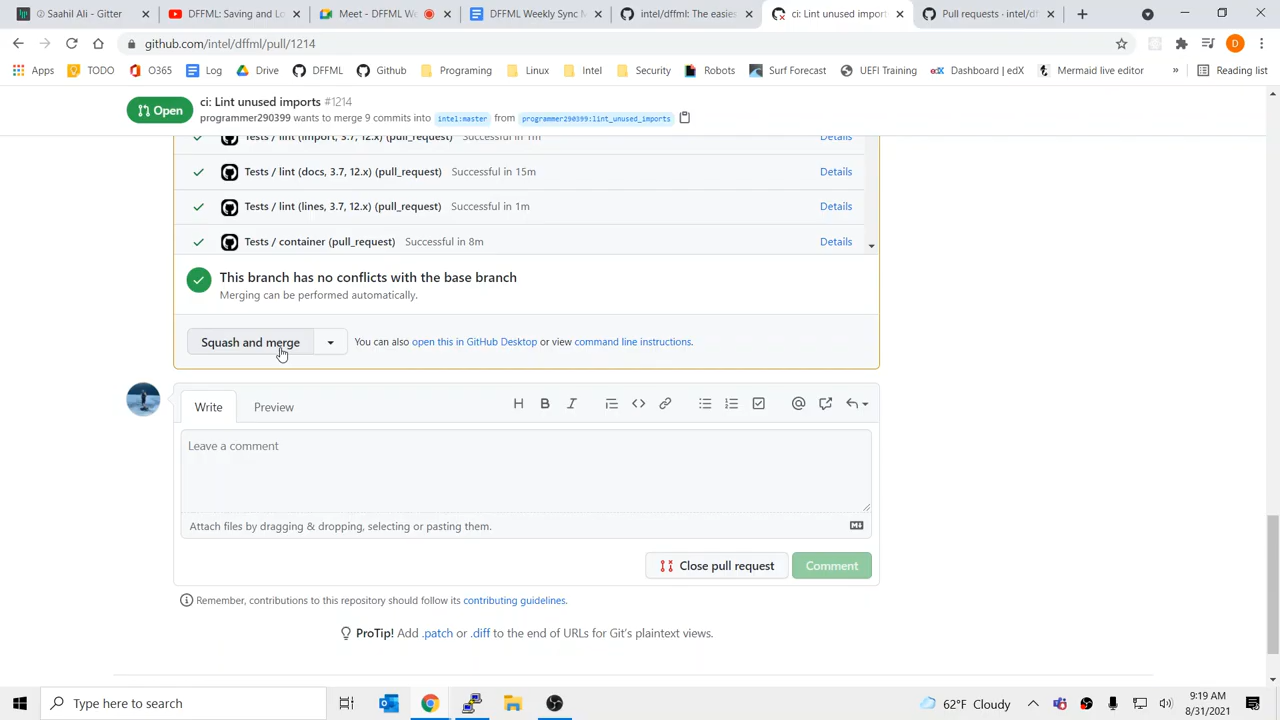 Saahil Ali - Gitter
DFFML: Saving and Lo
Meet - DFFML We
DFFML Weekly Sync M
intel/dffml: The easies
ci: Lint unused import
Pull requests · intel/df
github.com/intel/dffml/pull/1214
Apps
TODO
O365
Log
Drive
DFFML
Github
Programing
Linux
Intel
Security
Robots
Surf Forecast
UEFI Training
edX
Dashboard | edX
Mermaid live editor
»
Reading list
D
Open
ci: Lint unused imports #1214
programmer290399 wants to merge 9 commits into intel:master from programmer290399:lint_unused_imports
Tests / lint (import, 3.7, 12.x) (pull_request) Successful in 1m Details
Tests / lint (docs, 3.7, 12.x) (pull_request) Successful in 15m Details
Tests / lint (lines, 3.7, 12.x) (pull_request) Successful in 1m Details
Tests / container (pull_request) Successful in 8m Details
This branch has no conflicts with the base branch
Merging can be performed automatically.
Squash and merge
You can also open this in GitHub Desktop or view command line instructions.
Write
Preview
Leave a comment
Attach files by dragging & dropping, selecting or pasting them.
Close pull request
Comment
Remember, contributions to this repository should follow its contributing guidelines.
ProTip! Add .patch or .diff to the end of URLs for Git's plaintext views.
Type here to search
62°F Cloudy
9:19 AM
8/31/2021